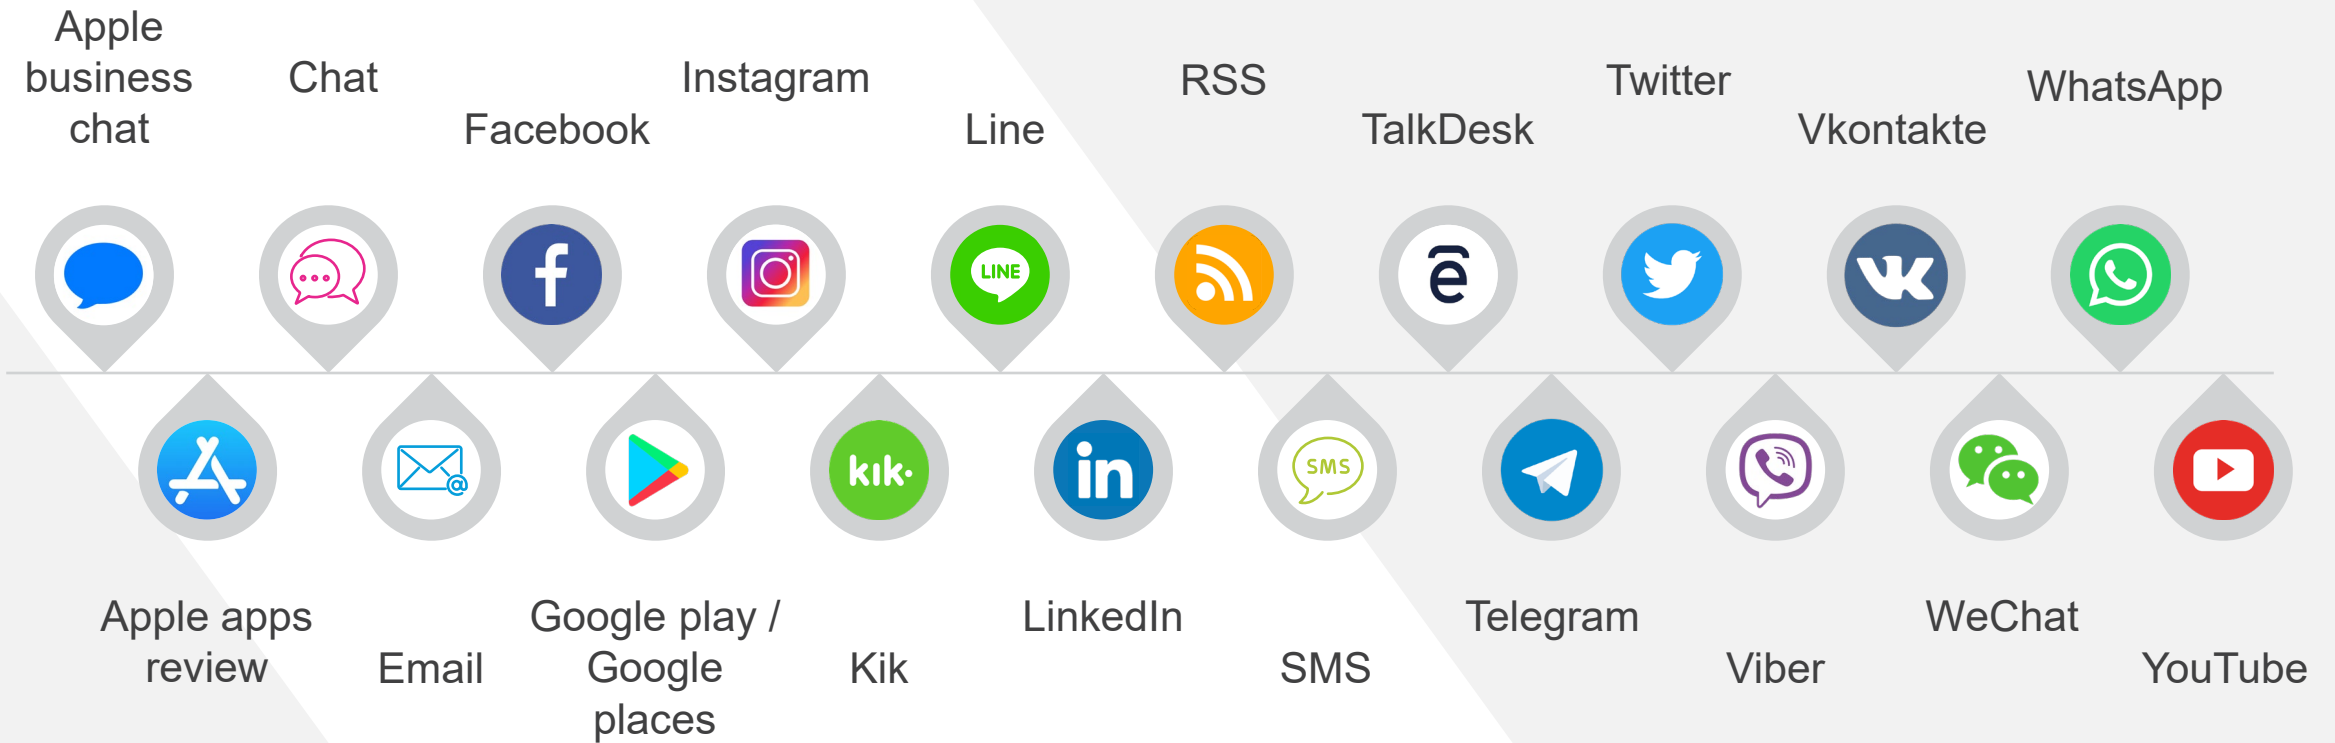 Apple
business
chat
Chat
Facebook
Instagram
Line
RSS
TalkDesk
Twitter
Vkontakte
WhatsApp
LINE
kik·
in
SMS
Apple apps
review
Email
Google play /
Google
places
Kik
LinkedIn
SMS
Telegram
Viber
WeChat
YouTube